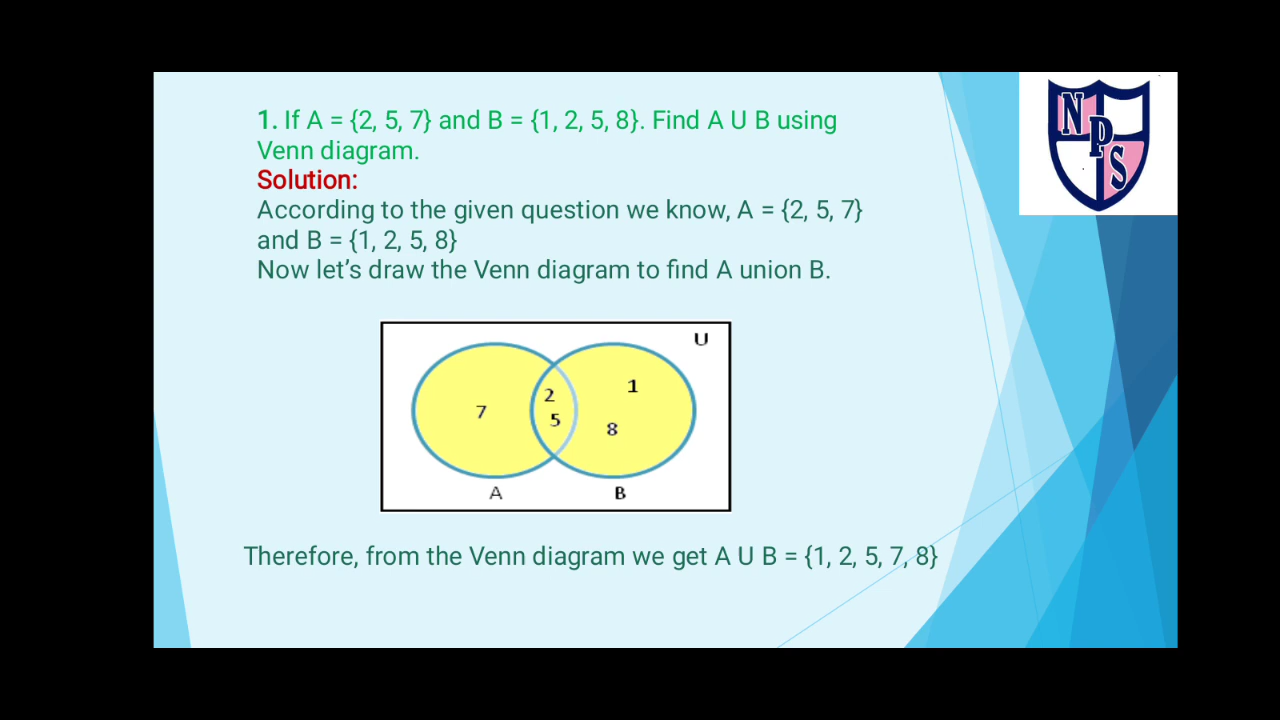 1. If A = {2, 5, 7} and B = {1, 2, 5, 8}. Find A U B using
Venn diagram.
Solution:
According to the given question we know, A = {2, 5, 7}
and B = {1, 2, 5, 8}
Now let’s draw the Venn diagram to find A union B.
U
7
2
5
1
8
A
B
Therefore, from the Venn diagram we get A U B = {1, 2, 5, 7, 8}
NPS